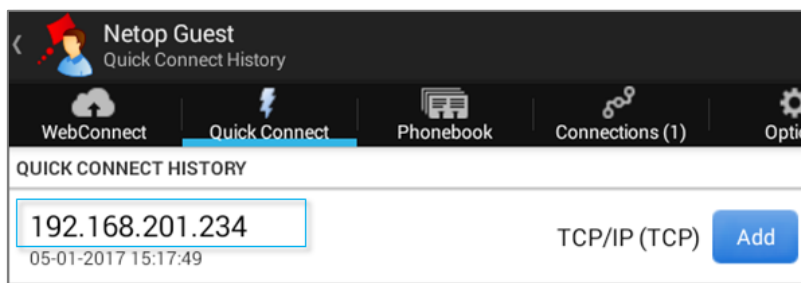 Netop Guest
Quick Connect History
WebConnect Quick Connect Phonebook Connections (1)
QUICK CONNECT HISTORY
192.168.201.234
05-01-2017 15:17:49
TCP/IP (TCP) Add